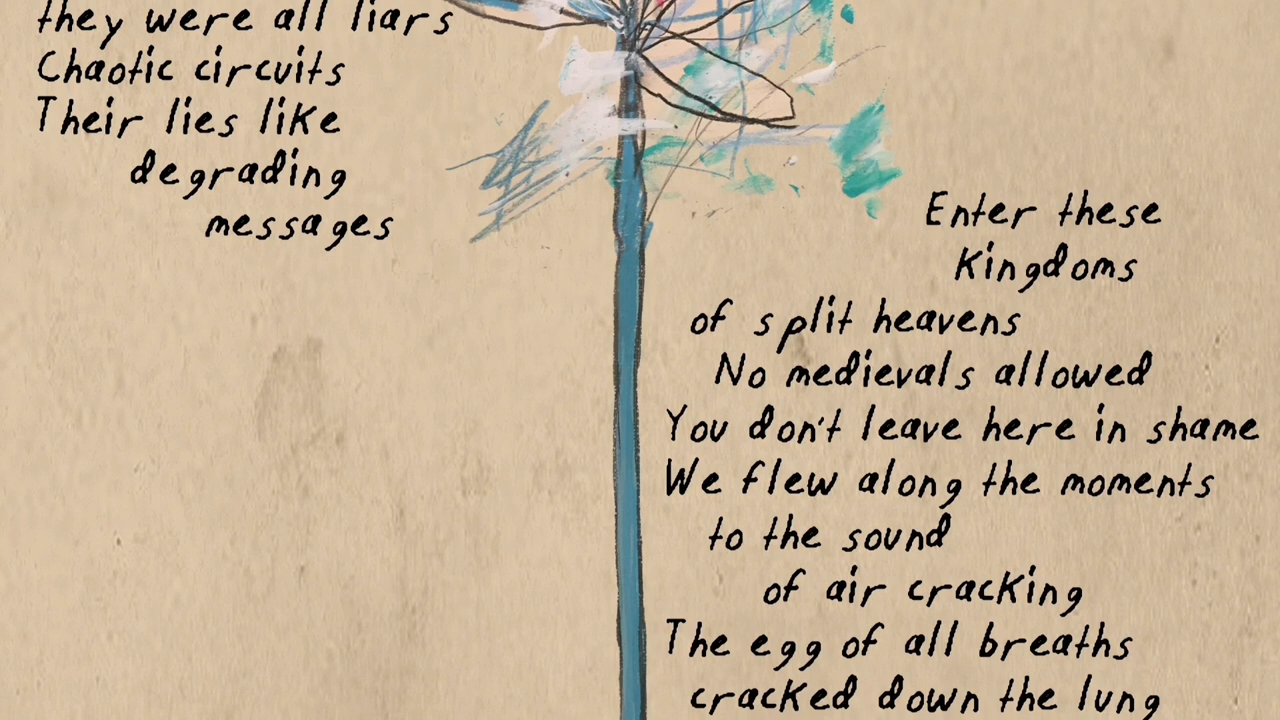 they were all liars
Chaotic circuits
Their lies like
degrading
messages
Enter these
Kingdoms
of split heavens
No medievals allowed
You don't leave here in shame
We flew along the moments
to the sound
of air cracking
The egg of all breaths
cracked down the lung